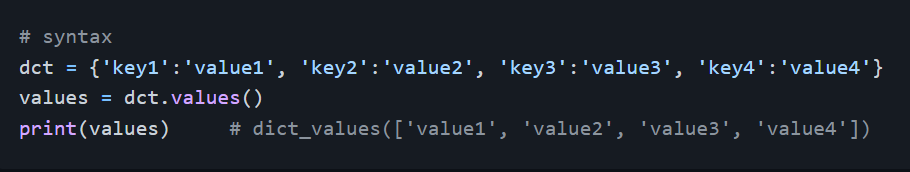 # syntax
dct = {'key1':'value1', 'key2':'value2', 'key3':'value3', 'key4':'value4'}
values = dct.values()
print(values)     # dict_values(['value1', 'value2', 'value3', 'value4'])